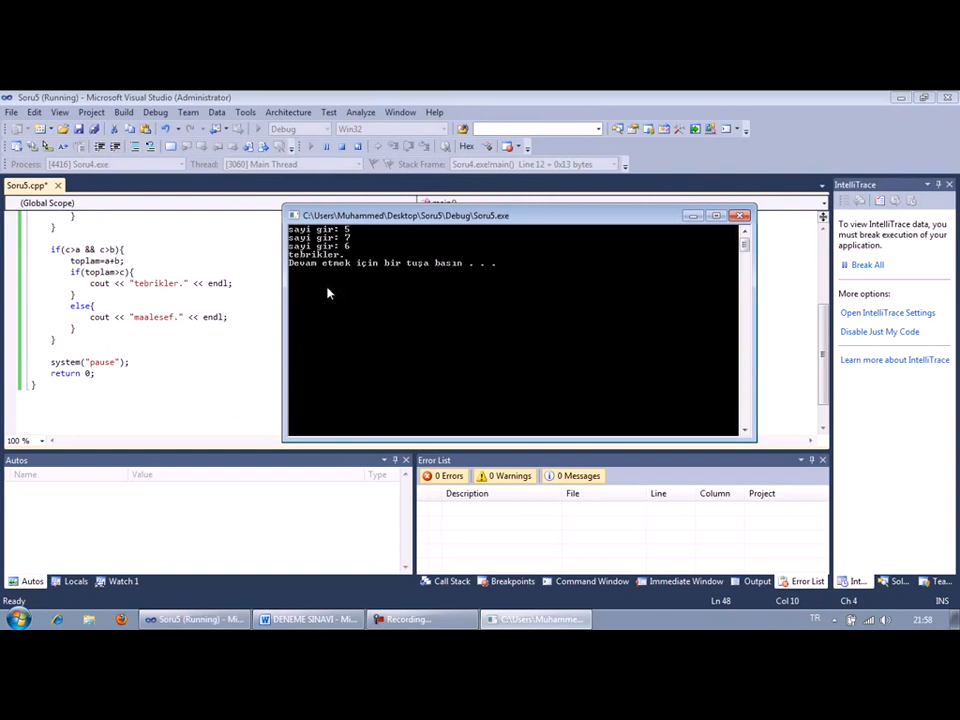 Soru5 (Running) - Microsoft Visual Studio (Administrator)
File Edit View Project Build Debug Team Data Tools Architecture Test Analyze Window Help
Debug Win32
Hex
Process: [4416] Soru4.exe Thread: [3060] Main Thread Stack Frame: Soru4.exe!main() Line 12 + 0x13 bytes
Soru5.cpp*
(Global Scope)
}
}
if(c>a && c>b){
toplam=a+b;
if(toplam>c){
cout << "tebrikler." << endl;
}
else{
cout << "maalesef." << endl;
}
}
system("pause");
return 0;
}
100 %
C:\Users\Muhammed\Desktop\Soru5\Debug\Soru5.exe
sayi gir: 5
sayi gir: 7
sayi gir: 6
tebrikler.
Devam etmek için bir tuşa basın . . .
IntelliTrace
To view IntelliTrace data, you must break execution of your application.
Break All
More options:
Open IntelliTrace Settings
Disable Just My Code
Learn more about IntelliTrace
Autos
Name Value Type
Error List
0 Errors 0 Warnings 0 Messages
Description File Line Column Project
Autos Locals Watch 1
Call Stack Breakpoints Command Window Immediate Window Output Error List
Int... Sol... Tea...
Ready Ln 48 Col 10 Ch 4 INS
Soru5 (Running) - Mi... DENEME SINAVI - Mi... Recording... C:\Users\Muhamme... TR 21:58